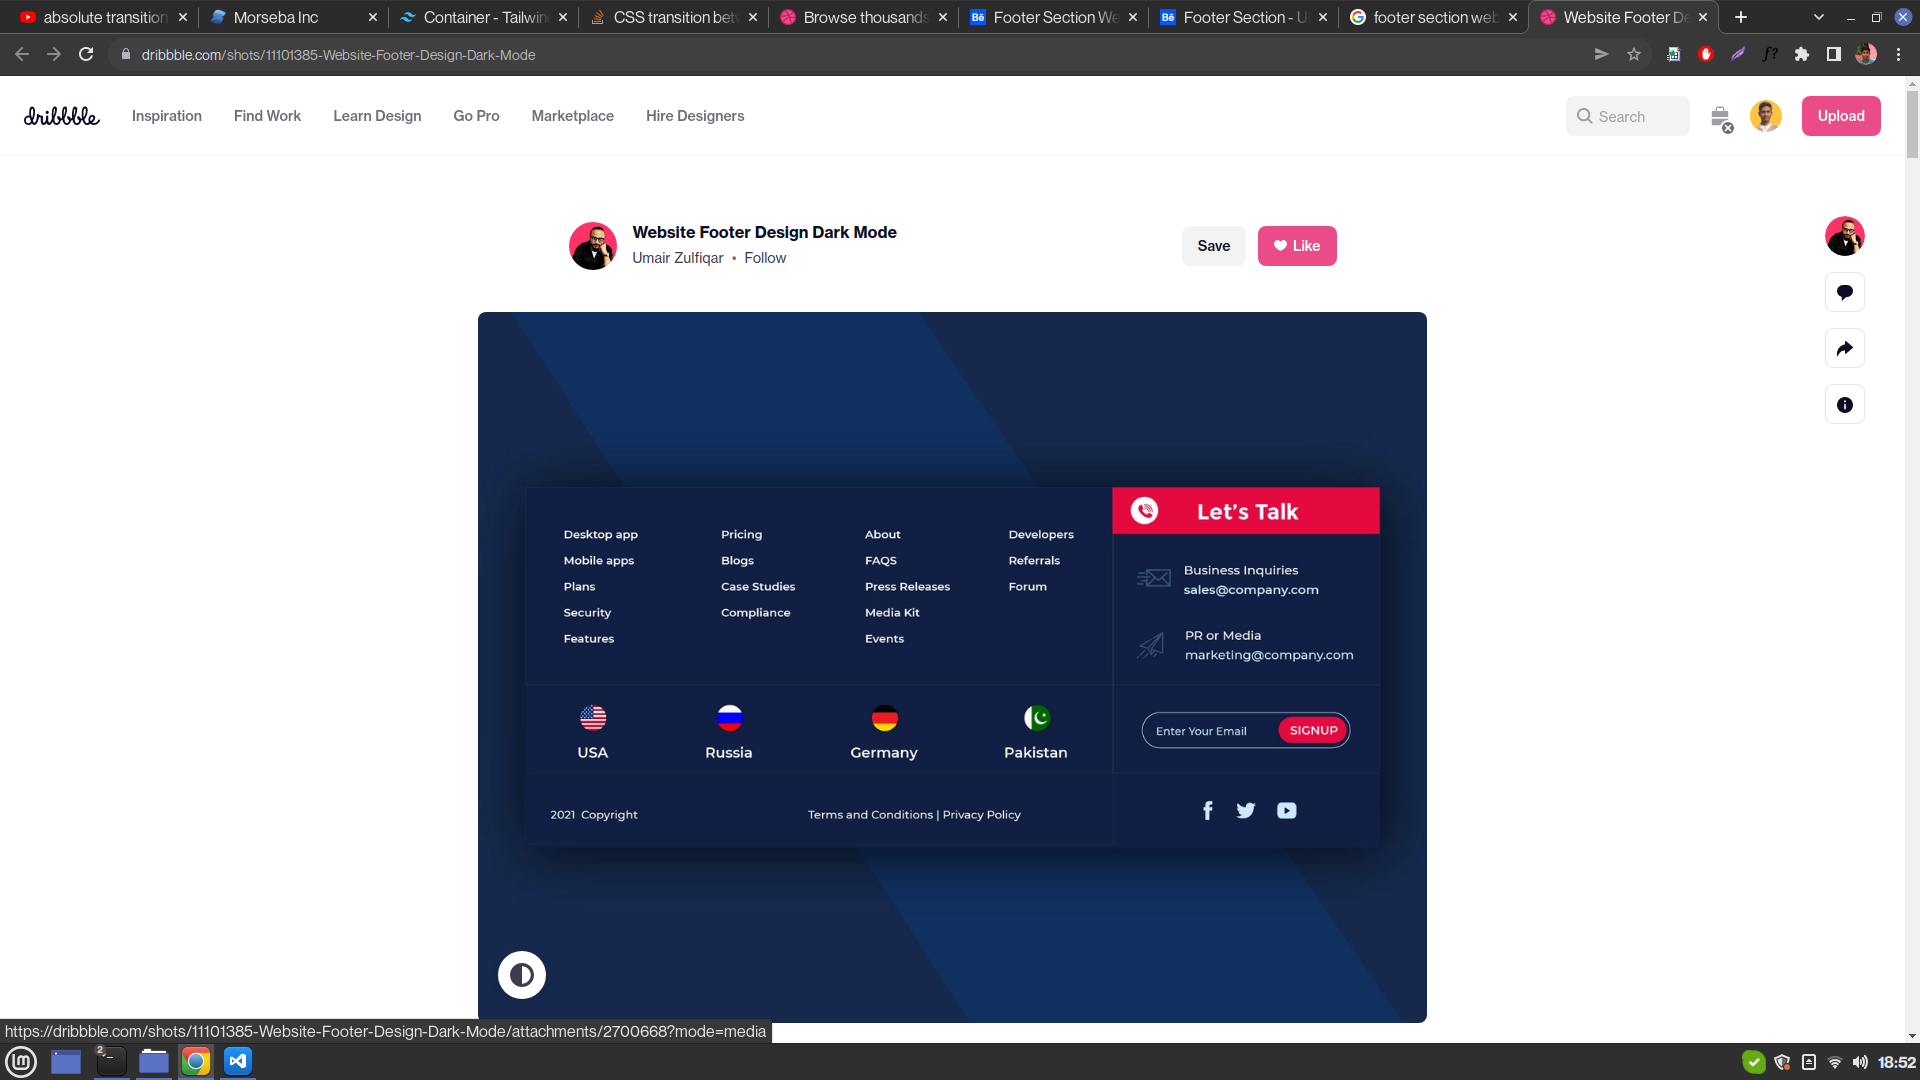 absolute transition
Morseba Inc
Container - Tailwin
CSS transition betw
Browse thousands
Footer Section We
Footer Section - U
footer section web
Website Footer De
dribbble.com/shots/11101385-Website-Footer-Design-Dark-Mode
dribbble
Inspiration
Find Work
Learn Design
Go Pro
Marketplace
Hire Designers
Search
Upload
Website Footer Design Dark Mode
Umair Zulfiqar • Follow
Save
Like
Let's Talk
Desktop app
Mobile apps
Plans
Security
Features
Pricing
Blogs
Case Studies
Compliance
About
FAQS
Press Releases
Media Kit
Events
Developers
Referrals
Forum
Business Inquiries
sales@company.com
PR or Media
marketing@company.com
USA
Russia
Germany
Pakistan
Enter Your Email
SIGNUP
2021 Copyright
Terms and Conditions | Privacy Policy
https://dribbble.com/shots/11101385-Website-Footer-Design-Dark-Mode/attachments/2700668?mode=media
2
18:52